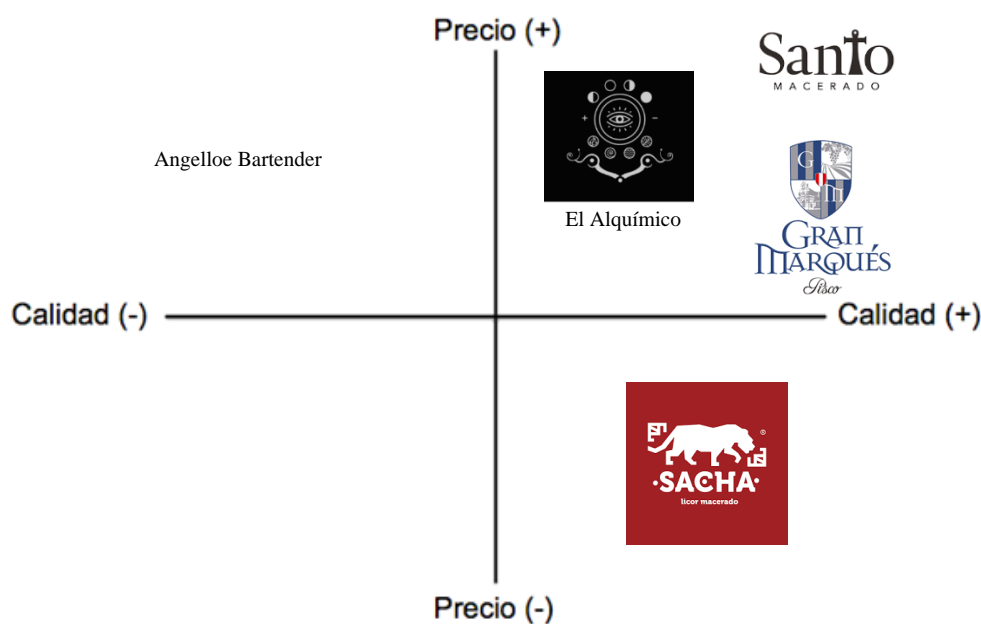 Precio (+)
Santo
MACERADO
Angelloe Bartender
El Alquímico
G
M
GRAN
MARQUÉS
Pisco
Calidad (-)
Calidad (+)
®
·SACHA·
licor macerado
Precio (-)